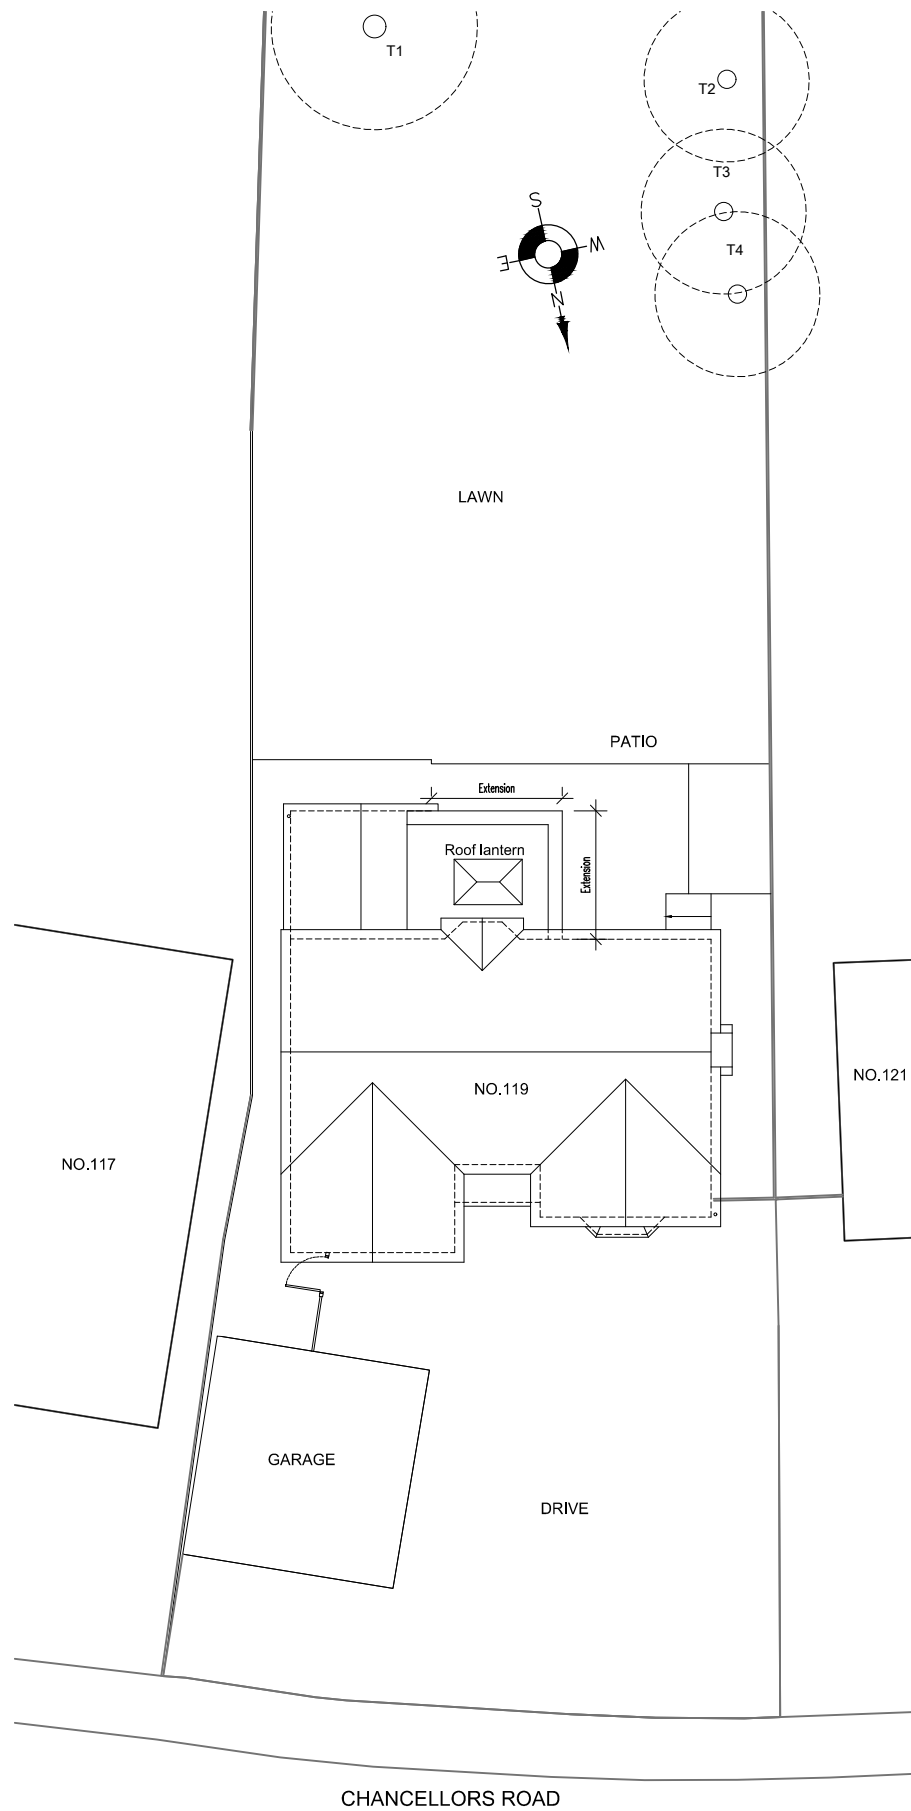 T1
T2
T3
T4
S
W
E
N
LAWN
PATIO
Extension
Roof lantern
Extension
NO.119
NO.121
NO.117
GARAGE
DRIVE
CHANCELLORS ROAD